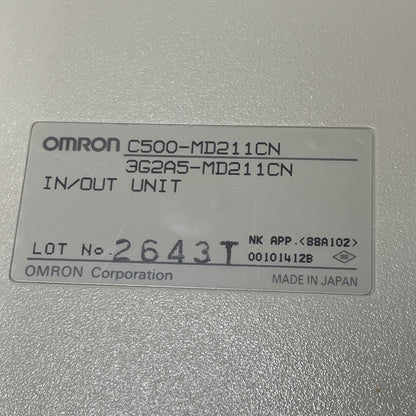 OMRON C500-MD211CN
3G2A5-MD211CN
IN/OUT UNIT
LOT No. 2643T NK APP.<88A102>
00101412B
OMRON Corporation MADE IN JAPAN